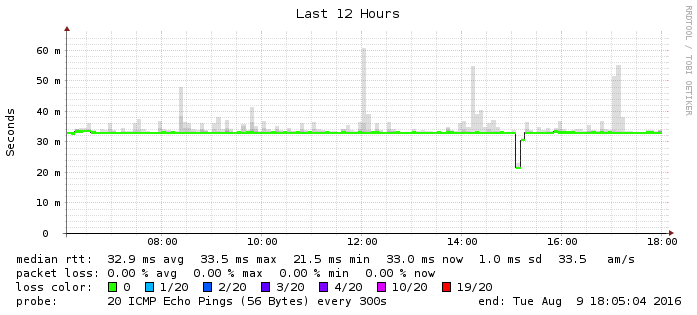 Last 12 Hours
RRDTOOL / TOBI OETIKER
Seconds
60 m
50 m
40 m
30 m
20 m
10 m
0
08:00 10:00 12:00 14:00 16:00 18:00
median rtt: 32.9 ms avg 33.5 ms max 21.5 ms min 33.0 ms now 1.0 ms sd 33.5 am/s
packet loss: 0.00 % avg 0.00 % max 0.00 % min 0.00 % now
loss color: 0 1/20 2/20 3/20 4/20 10/20 19/20
probe: 20 ICMP Echo Pings (56 Bytes) every 300s end: Tue Aug 9 18:05:04 2016